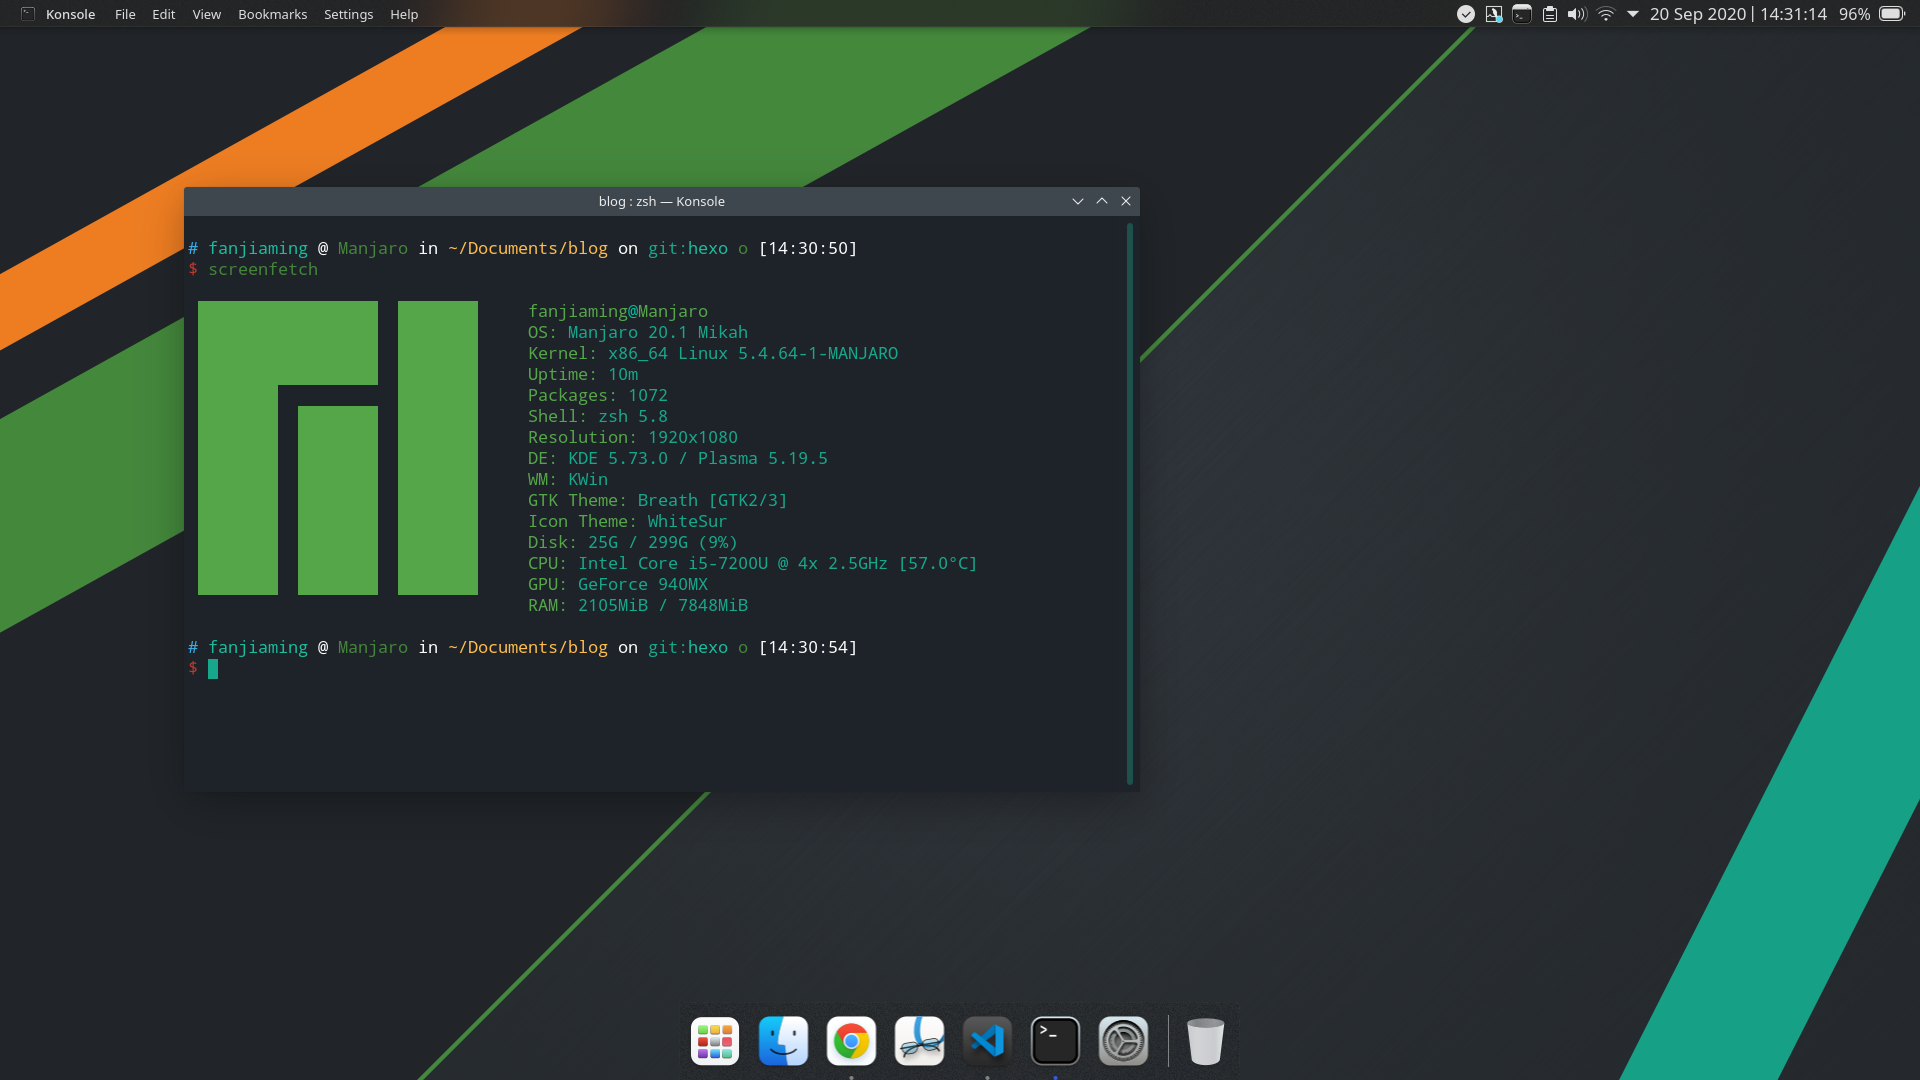 Konsole File Edit View Bookmarks Settings Help 20 Sep 2020 | 14:31:14 96%
blog : zsh — Konsole
# fanjiaming @ Manjaro in ~/Documents/blog on git:hexo o [14:30:50]
$ screenfetch
fanjiaming@Manjaro
OS: Manjaro 20.1 Mikah
Kernel: x86_64 Linux 5.4.64-1-MANJARO
Uptime: 10m
Packages: 1072
Shell: zsh 5.8
Resolution: 1920x1080
DE: KDE 5.73.0 / Plasma 5.19.5
WM: KWin
GTK Theme: Breath [GTK2/3]
Icon Theme: WhiteSur
Disk: 25G / 299G (9%)
CPU: Intel Core i5-7200U @ 4x 2.5GHz [57.0°C]
GPU: GeForce 940MX
RAM: 2105MiB / 7848MiB
# fanjiaming @ Manjaro in ~/Documents/blog on git:hexo o [14:30:54]
$
>_